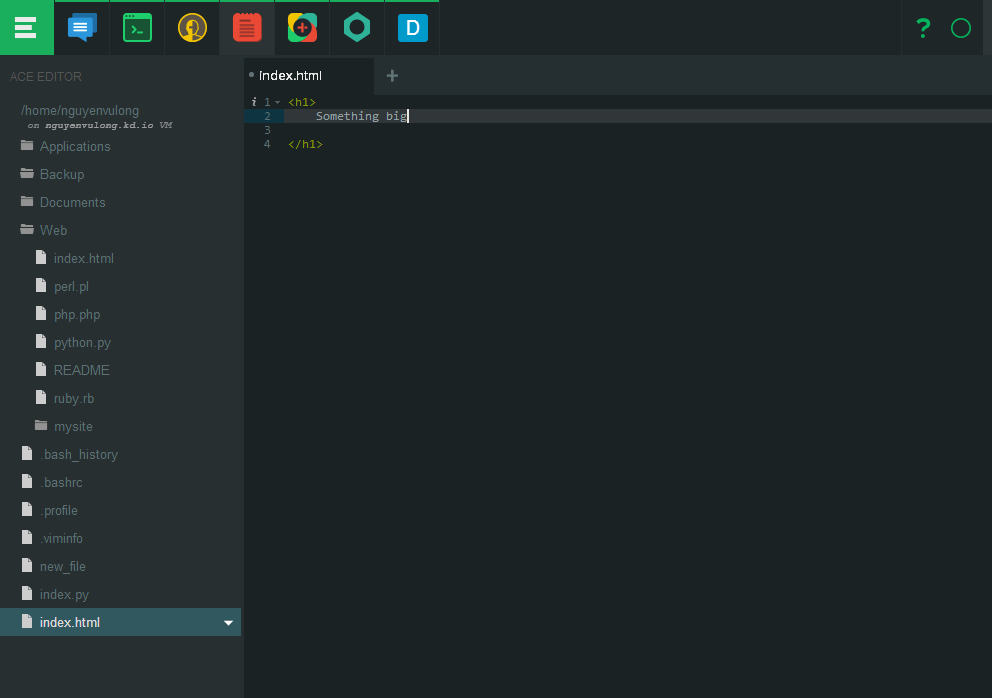 D
?
ACE EDITOR
/home/nguyenvulong
on nguyenvulong.kd.io VM
Applications
Backup
Documents
Web
index.html
perl.pl
php.php
python.py
README
ruby.rb
mysite
.bash_history
.bashrc
.profile
.viminfo
new_file
index.py
index.html
index.html +
i 1 <h1>
2 Something big
3
4 </h1>